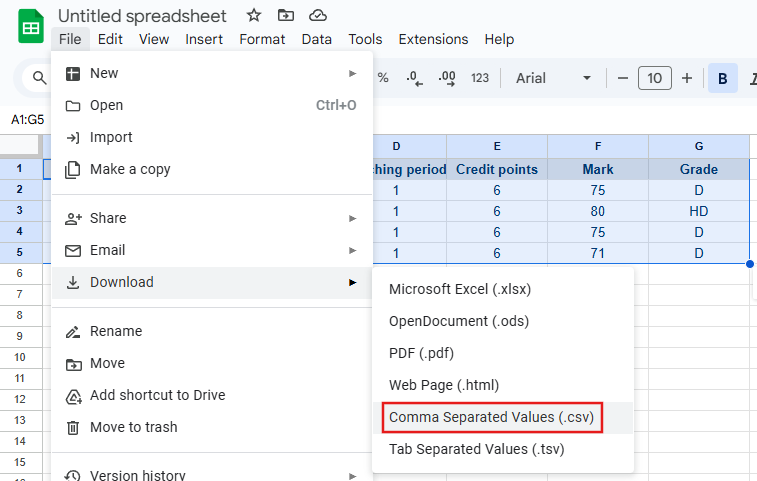 Untitled spreadsheet
File Edit View Insert Format Data Tools Extensions Help
% .0 .00 123 Arial 10 B
A1:G5
New
Open Ctrl+O
Import
Make a copy
Share
Email
Download
Rename
Move
Add shortcut to Drive
Move to trash
Version history
Microsoft Excel (.xlsx)
OpenDocument (.ods)
PDF (.pdf)
Web Page (.html)
Comma Separated Values (.csv)
Tab Separated Values (.tsv)
D E F G
1 ching period Credit points Mark Grade
2 1 6 75 D
3 1 6 80 HD
4 1 6 75 D
5 1 6 71 D
6
7
8
9
10
11
12
13
14
15
16